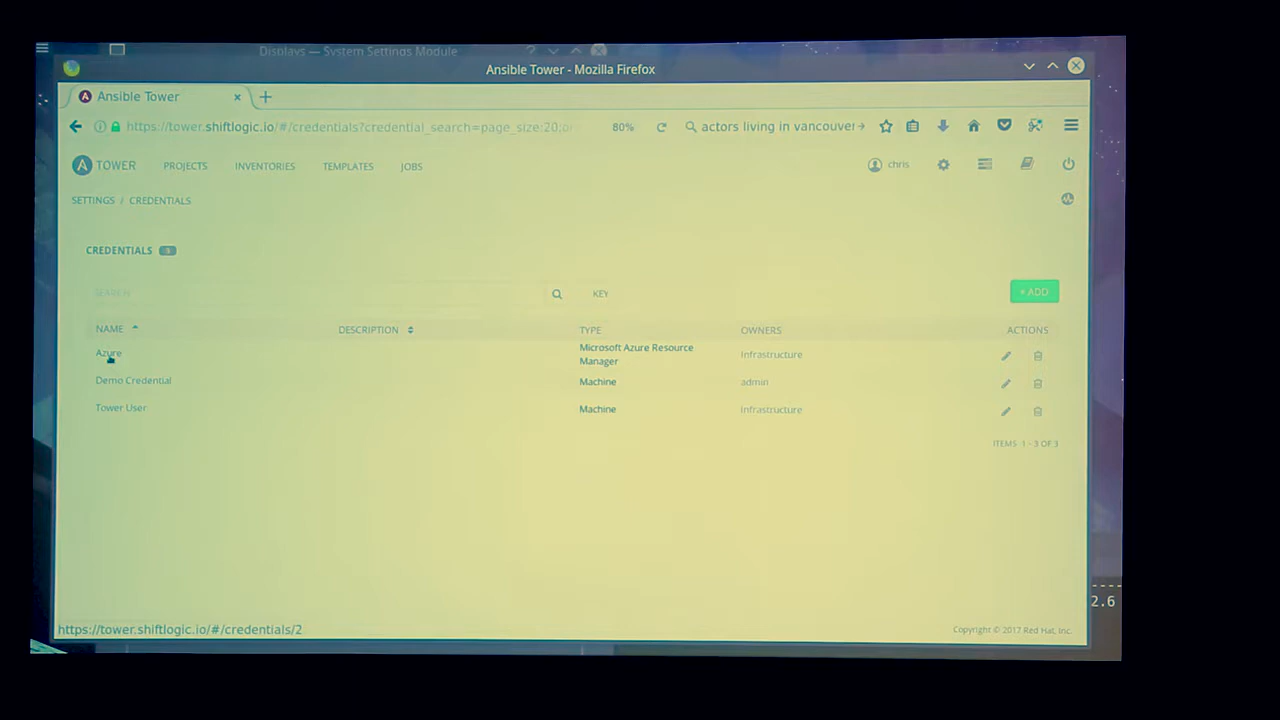 Displays — System Settings Module
Ansible Tower - Mozilla Firefox
Ansible Tower
https://tower.shiftlogic.io/#/credentials?credential_search=page_size:20;or 80% actors living in vancouver
TOWER PROJECTS INVENTORIES TEMPLATES JOBS chris
SETTINGS / CREDENTIALS
CREDENTIALS 3
SEARCH KEY + ADD
NAME DESCRIPTION TYPE OWNERS ACTIONS
Azure Microsoft Azure Resource Manager Infrastructure
Demo Credential Machine admin
Tower User Machine Infrastructure
ITEMS 1 - 3 OF 3
2.6
https://tower.shiftlogic.io/#/credentials/2
Copyright © 2017 Red Hat, Inc.